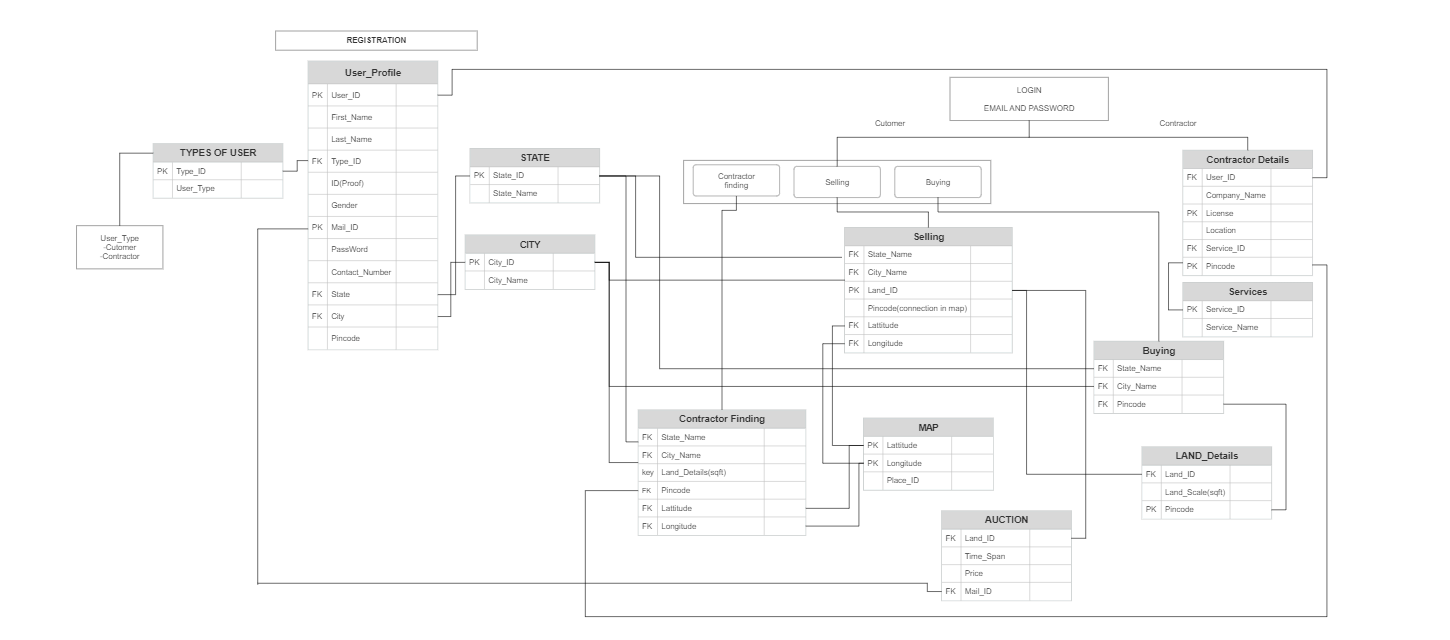 REGISTRATION
User_Profile
PK User_ID
First_Name
Last_Name
FK Type_ID
ID(Proof)
Gender
PK Mail_ID
PassWord
Contact_Number
FK State
FK City
Pincode
TYPES OF USER
PK Type_ID
User_Type
User_Type
-Cutomer
-Contractor
STATE
PK State_ID
State_Name
CITY
PK City_ID
City_Name
LOGIN
EMAIL AND PASSWORD
Cutomer
Contractor
Contractor
finding
Selling
Buying
Selling
FK State_Name
FK City_Name
PK Land_ID
Pincode(connection in map)
FK Lattitude
FK Longitude
Contractor Details
FK User_ID
Company_Name
PK License
Location
FK Service_ID
PK Pincode
Services
PK Service_ID
Service_Name
Buying
FK State_Name
FK City_Name
FK Pincode
Contractor Finding
FK State_Name
FK City_Name
key Land_Details(sqft)
FK Pincode
FK Lattitude
FK Longitude
MAP
PK Lattitude
PK Longitude
Place_ID
LAND_Details
FK Land_ID
Land_Scale(sqft)
PK Pincode
AUCTION
FK Land_ID
Time_Span
Price
FK Mail_ID